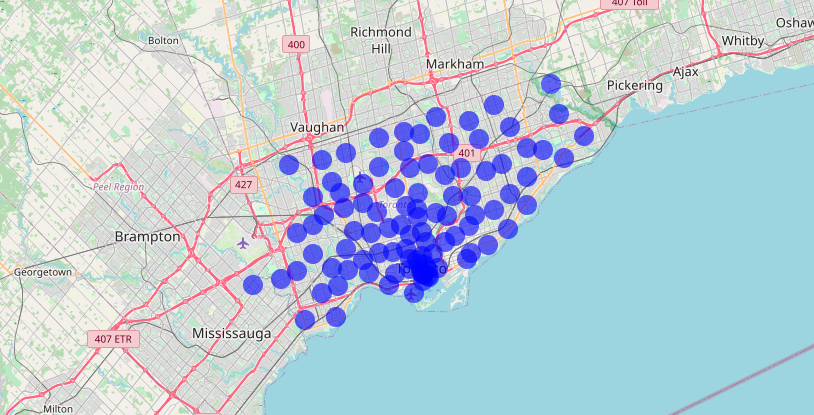 407 Toll
Oshaw
Bolton
Richmond
Hill
400
Whitby
Markham
Ajax
Pickering
Vaughan
401
427
Peel Region
Toronto
Brampton
Georgetown
Mississauga
407 ETR
Milton